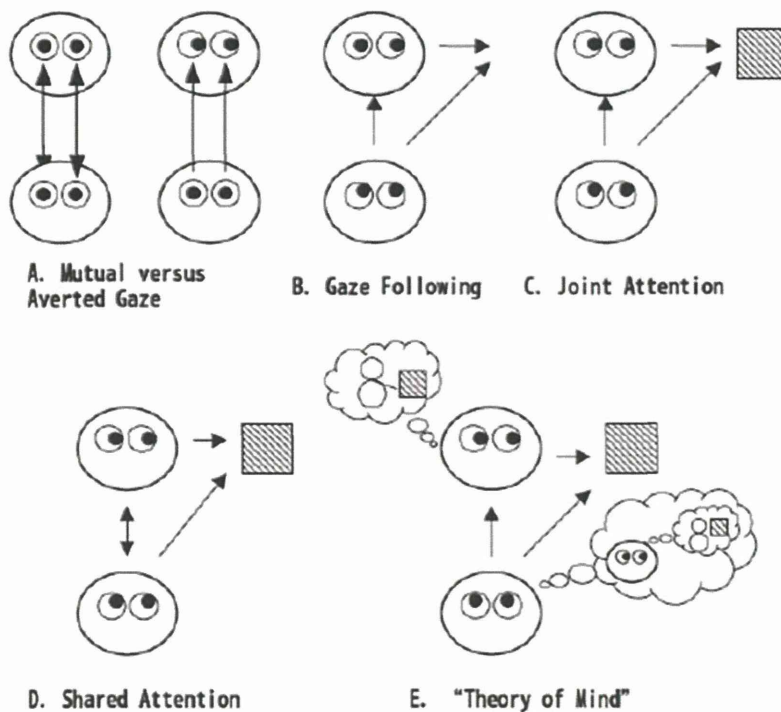 A. Mutual versus
Averted Gaze
B. Gaze Following
C. Joint Attention
D. Shared Attention
E. “Theory of Mind”